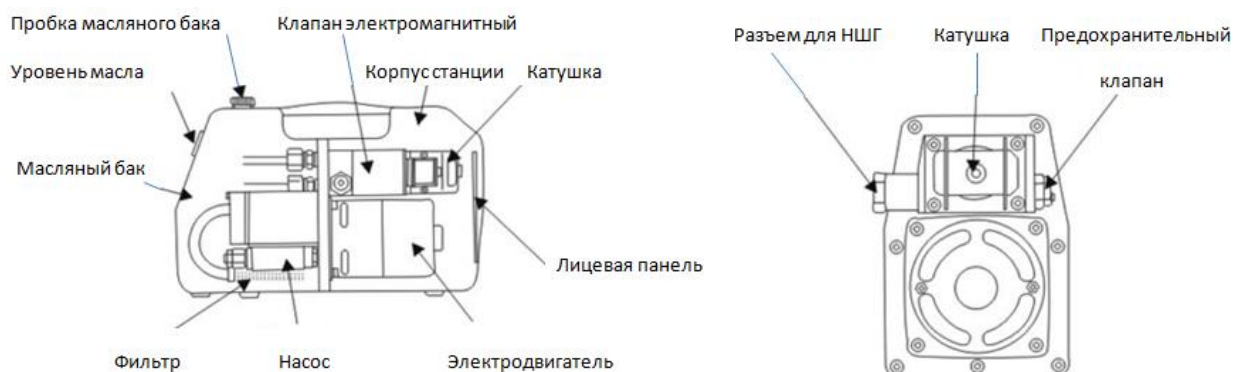 Пробка масляного бака
Клапан электромагнитный
Уровень масла
Корпус станции
Катушка
Масляный бак
Лицевая панель
Фильтр
Насос
Электродвигатель
Разъем для НШГ
Катушка
Предохранительный
клапан